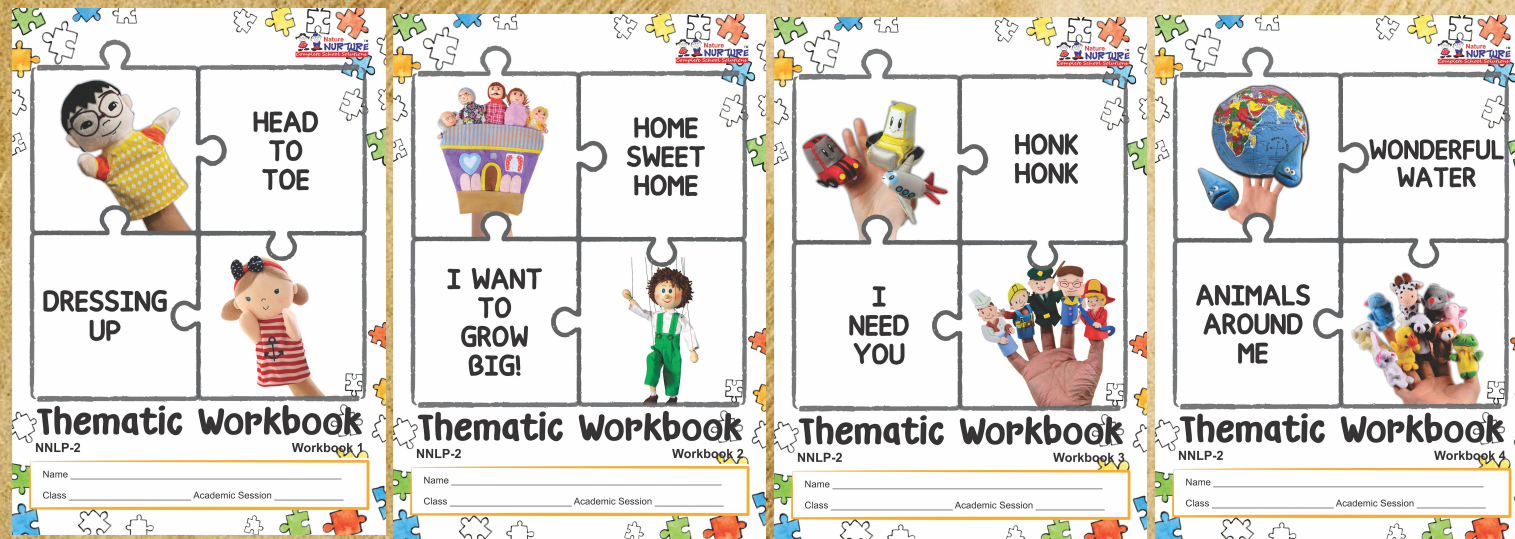 Nature
NURTURE
Complete School Solutions
HEAD
TO
TOE
DRESSING
UP
Thematic Workbook
NNLP-2 Workbook 1
Name
Class Academic Session
Nature
NURTURE
Complete School Solutions
HOME
SWEET
HOME
I WANT
TO
GROW
BIG!
Thematic Workbook
NNLP-2 Workbook 2
Name
Class Academic Session
Nature
NURTURE
Complete School Solutions
HONK
HONK
I
NEED
YOU
Thematic Workbook
NNLP-2 Workbook 3
Name
Class Academic Session
Nature
NURTURE
Complete School Solutions
WONDERFUL
WATER
ANIMALS
AROUND
ME
Thematic Workbook
NNLP-2 Workbook 4
Name
Class Academic Session